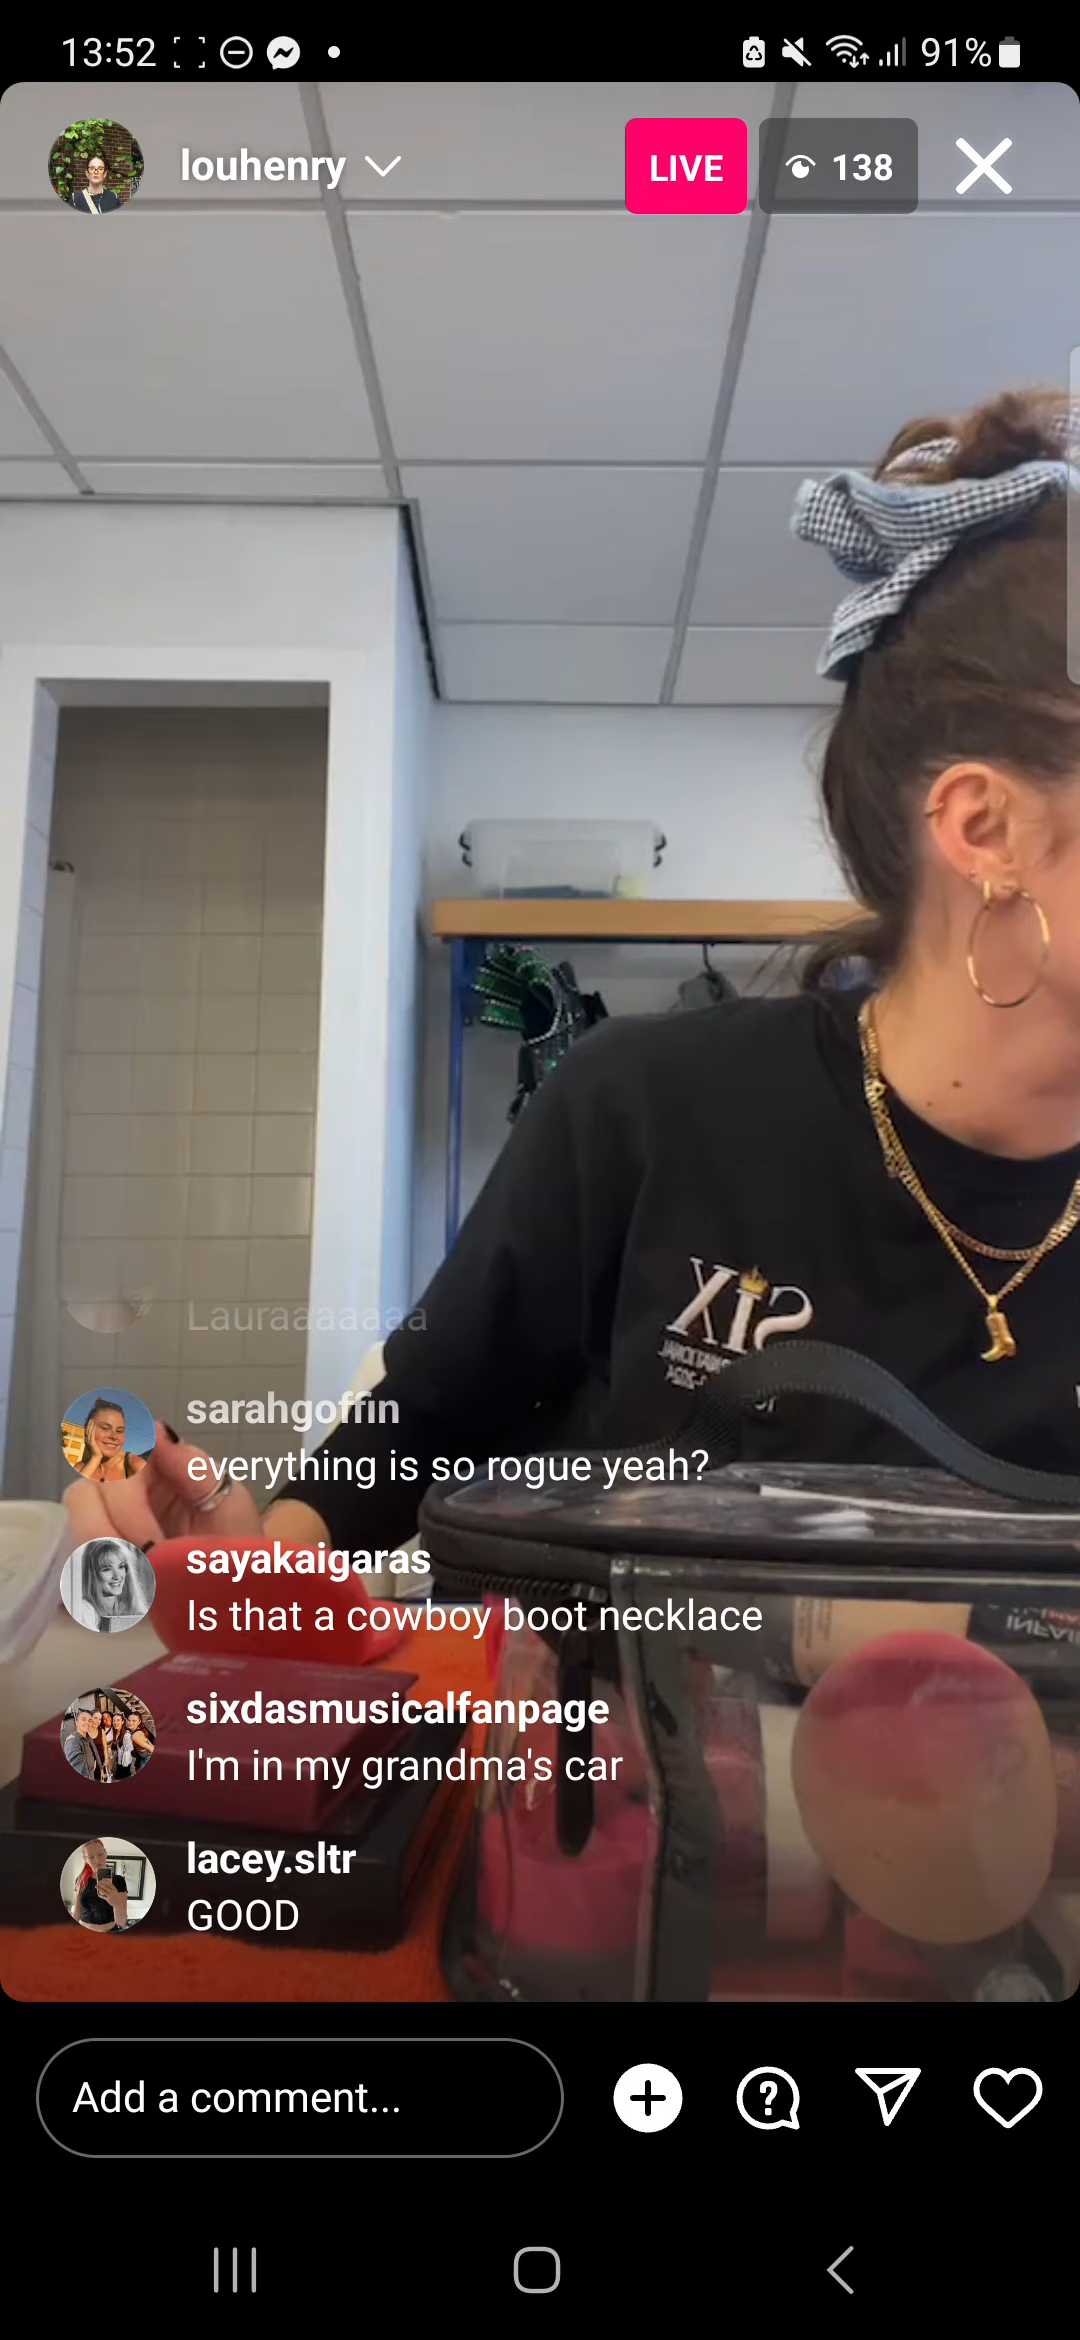 13:52
91%
louhenry
LIVE
138
SIX
Lauraaaaaaa
sarahgoffin
everything is so rogue yeah?
sayakaigaras
Is that a cowboy boot necklace
sixdasmusicalfanpage
I'm in my grandma's car
lacey.sltr
GOOD
Add a comment...